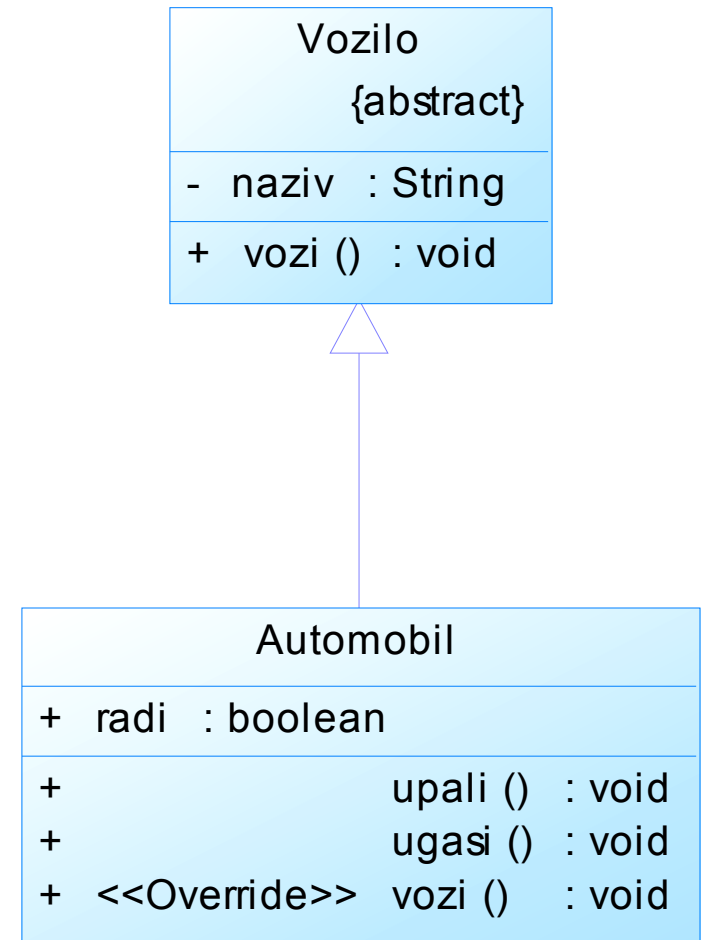 Vozilo
{abstract}
- naziv : String
+ vozi () : void
Automobil
+ radi : boolean
+ upali () : void
+ ugasi () : void
+ <<Override>> vozi () : void